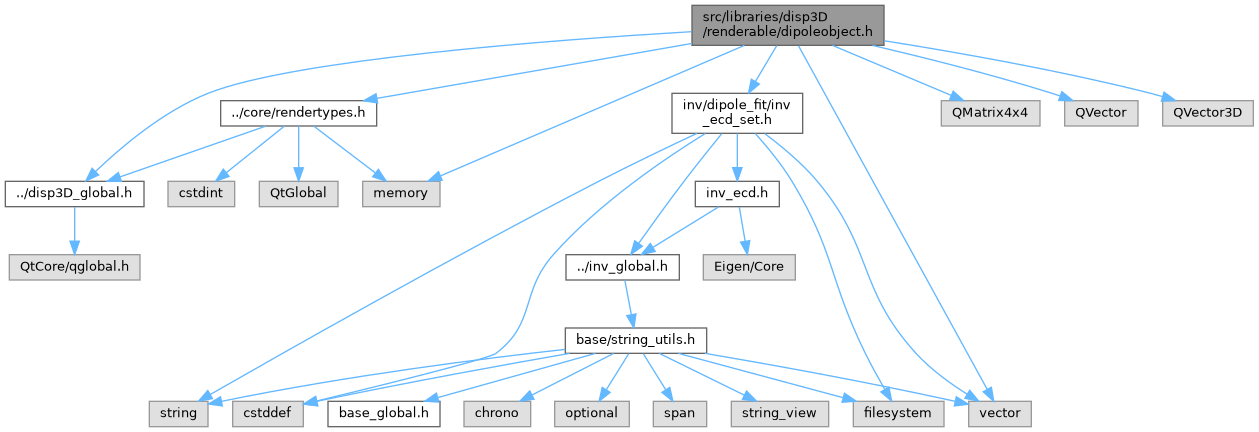 src/libraries/disp3D
/renderable/dipoleobject.h
../core/rendertypes.h
inv/dipole_fit/inv
_ecd_set.h
QMatrix4x4
QVector
QVector3D
../disp3D_global.h
cstdint
QtGlobal
memory
inv_ecd.h
QtCore/qglobal.h
../inv_global.h
Eigen/Core
base/string_utils.h
string
cstddef
base_global.h
chrono
optional
span
string_view
filesystem
vector